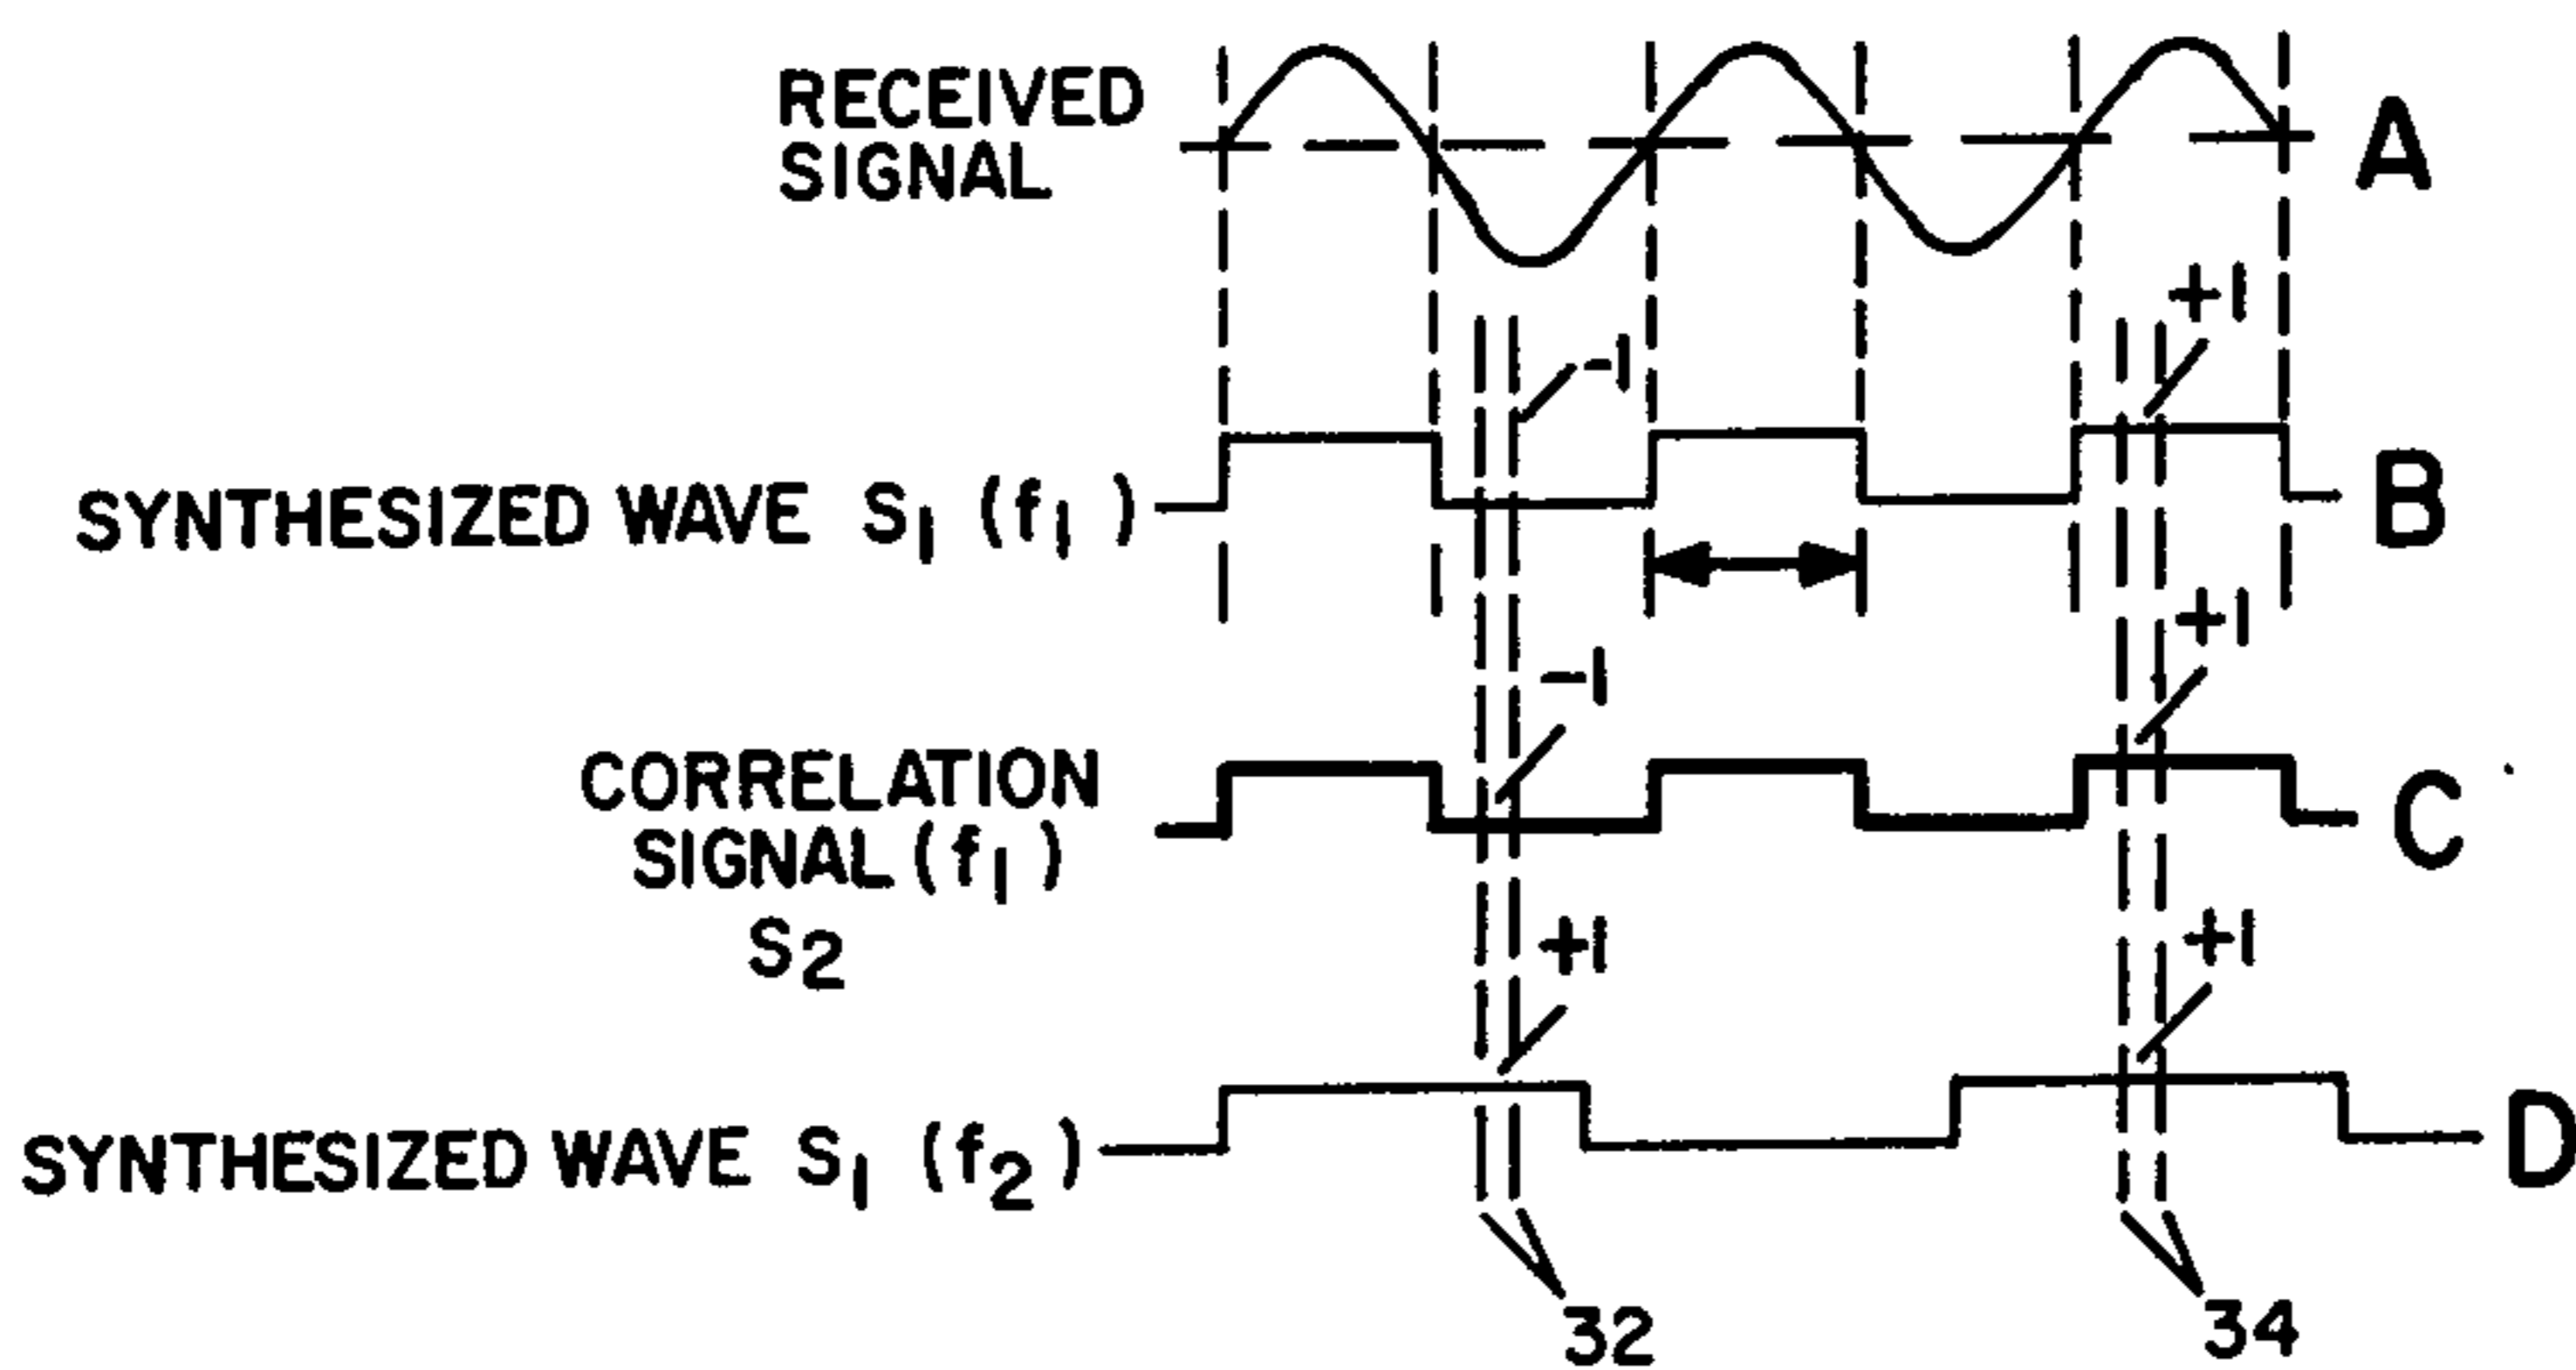 RECEIVED
SIGNAL
A
+1
-1
SYNTHESIZED WAVE S1 (f1)
B
+1
-1
CORRELATION
SIGNAL (f1)
S2
C
+1
+1
SYNTHESIZED WAVE S1 (f2)
D
32
34